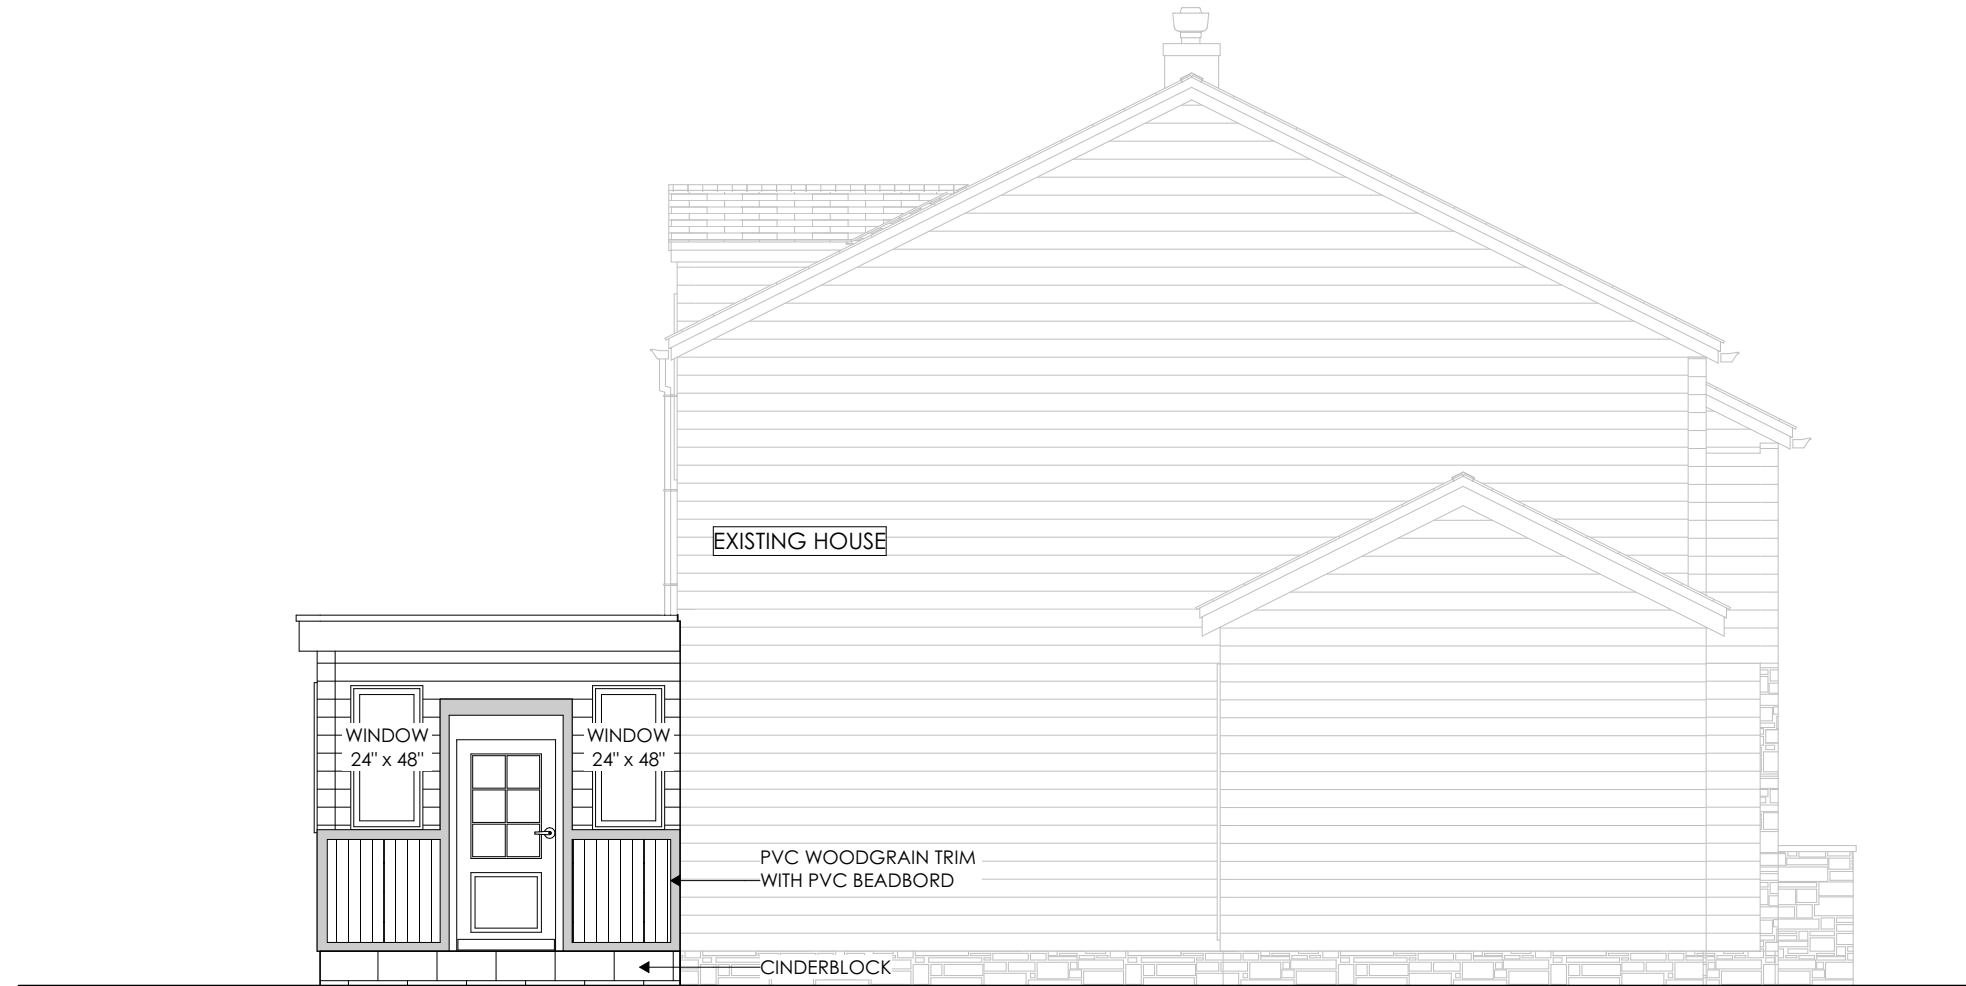 EXISTING HOUSE
WINDOW
24" x 48"
WINDOW
24" x 48"
PVC WOODGRAIN TRIM
WITH PVC BEADBORD
CINDERBLOCK